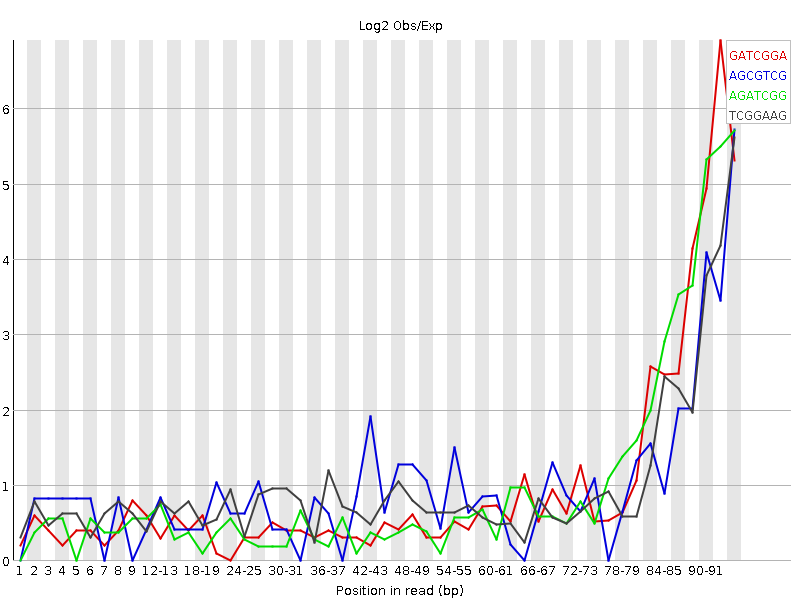 Log2 Obs/Exp
GATCGGA
AGCGTCG
AGATCGG
TCGGAAG
6
5
4
3
2
1
0
1 2 3 4 5 6 7 8 9 12-13 18-19 24-25 30-31 36-37 42-43 48-49 54-55 60-61 66-67 72-73 78-79 84-85 90-91
Position in read (bp)